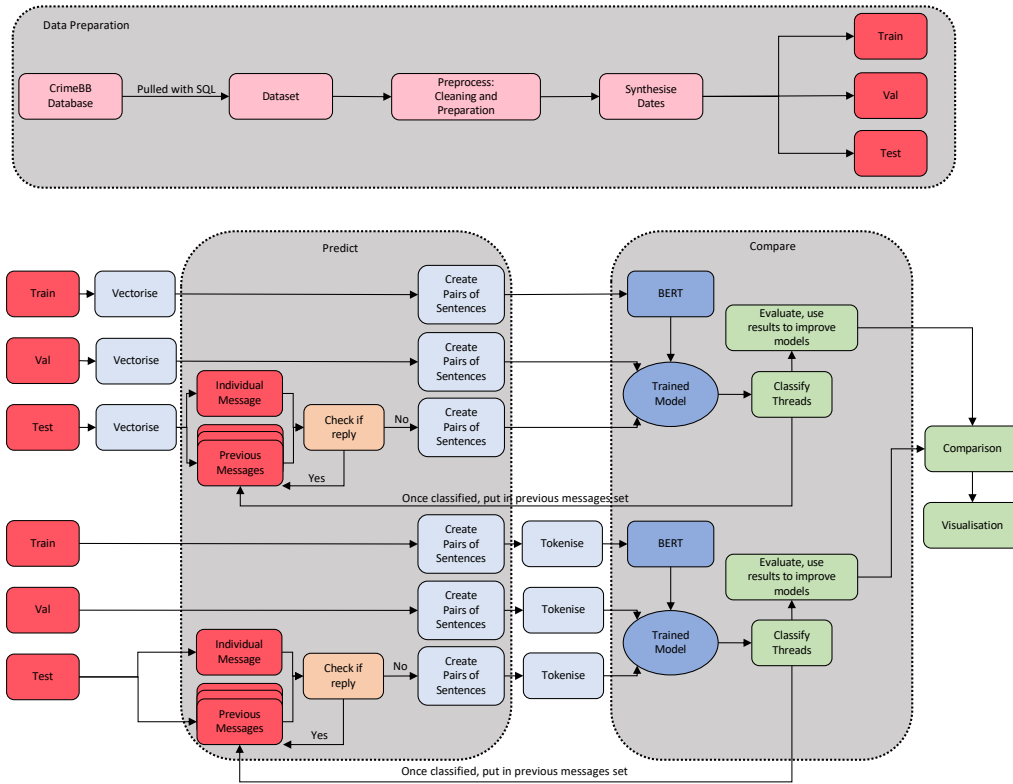 Data Preparation
Train
CrimeBB
Database
Pulled with SQL
Dataset
Preprocess:
Cleaning and
Preparation
Synthesise
Dates
Val
Test
Predict
Compare
Train
Vectorise
Create
Pairs of
Sentences
BERT
Evaluate, use
results to improve
models
Val
Vectorise
Create
Pairs of
Sentences
Trained
Model
Classify
Threads
Individual
Message
Test
Vectorise
Check if
reply
No
Create
Pairs of
Sentences
Previous
Messages
Yes
Comparison
Once classified, put in previous messages set
Visualisation
Train
Create
Pairs of
Sentences
Tokenise
BERT
Evaluate, use
results to improve
models
Val
Create
Pairs of
Sentences
Tokenise
Trained
Model
Classify
Threads
Individual
Message
Test
Check if
reply
No
Create
Pairs of
Sentences
Tokenise
Previous
Messages
Yes
Once classified, put in previous messages set